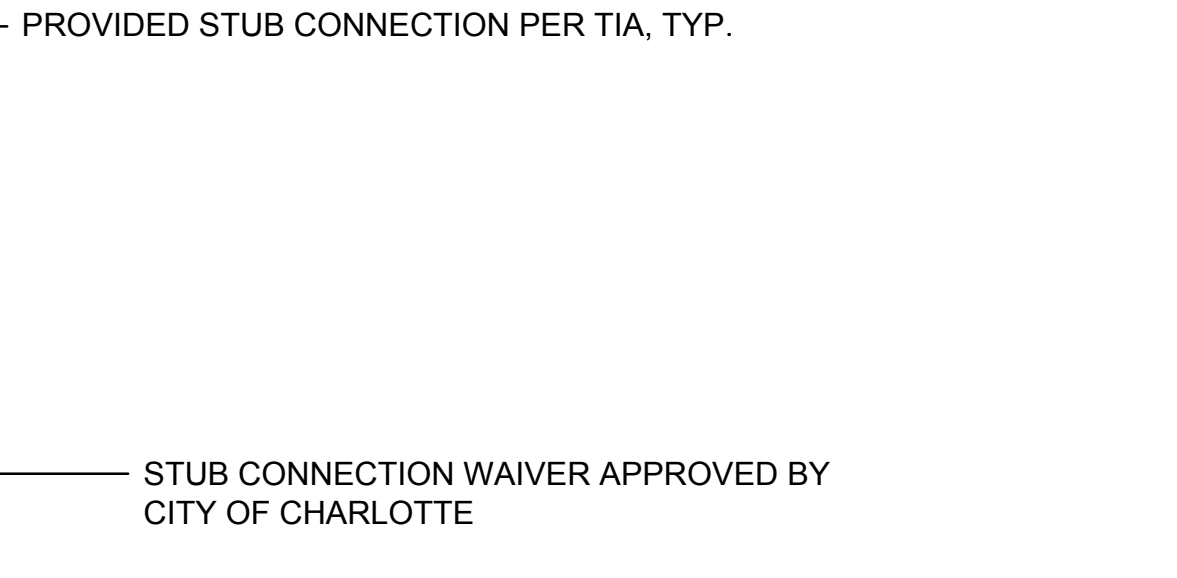 PROVIDED STUB CONNECTION PER TIA, TYP.
STUB CONNECTION WAIVER APPROVED BY
CITY OF CHARLOTTE